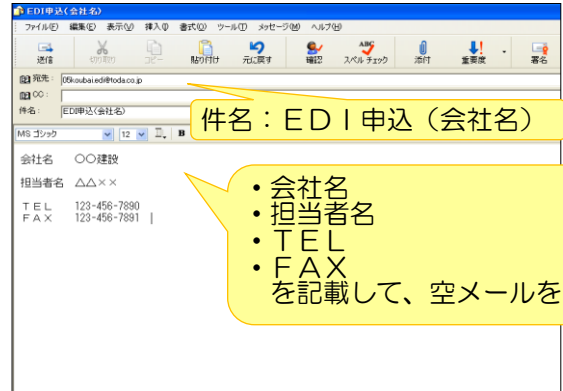 EDI申込(会社名)
ファイル(F) 編集(E) 表示(V) 挿入(I) 書式(O) ツール(T) メッセージ(M) ヘルプ(H)
送信 切り取り コピー 貼り付け 元に戻す 確認 スペル チェック 添付 重要度 署名
宛先: 05koubai.edi@toda.co.jp
CC:
件名: EDI申込(会社名)
件名：ＥＤＩ申込（会社名）
MS ゴシック 12 B
会社名 〇〇建設
担当者名 △△××
ＴＥＬ 123-456-7890
ＦＡＸ 123-456-7891
・会社名
・担当者名
・ＴＥＬ
・ＦＡＸ
を記載して、空メールを